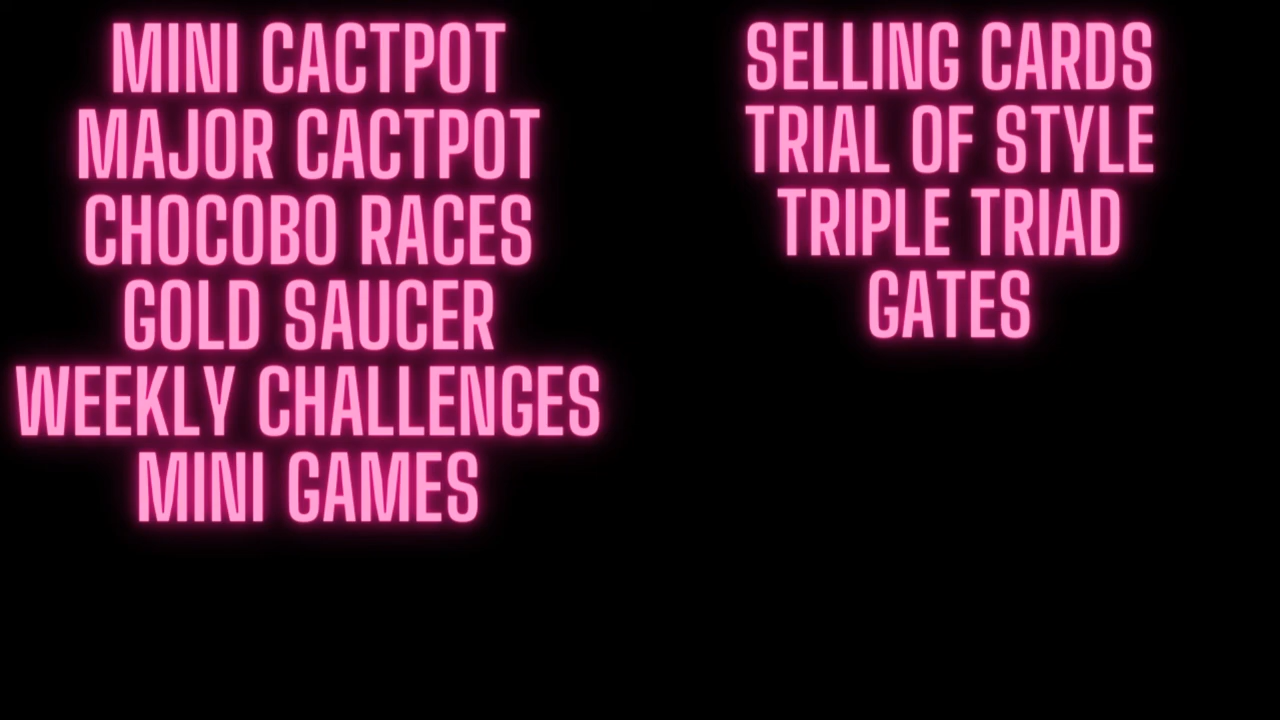 MINI CACTPOT
MAJOR CACTPOT
CHOCOBO RACES
GOLD SAUCER
WEEKLY CHALLENGES
MINI GAMES
SELLING CARDS
TRIAL OF STYLE
TRIPLE TRIAD
GATES